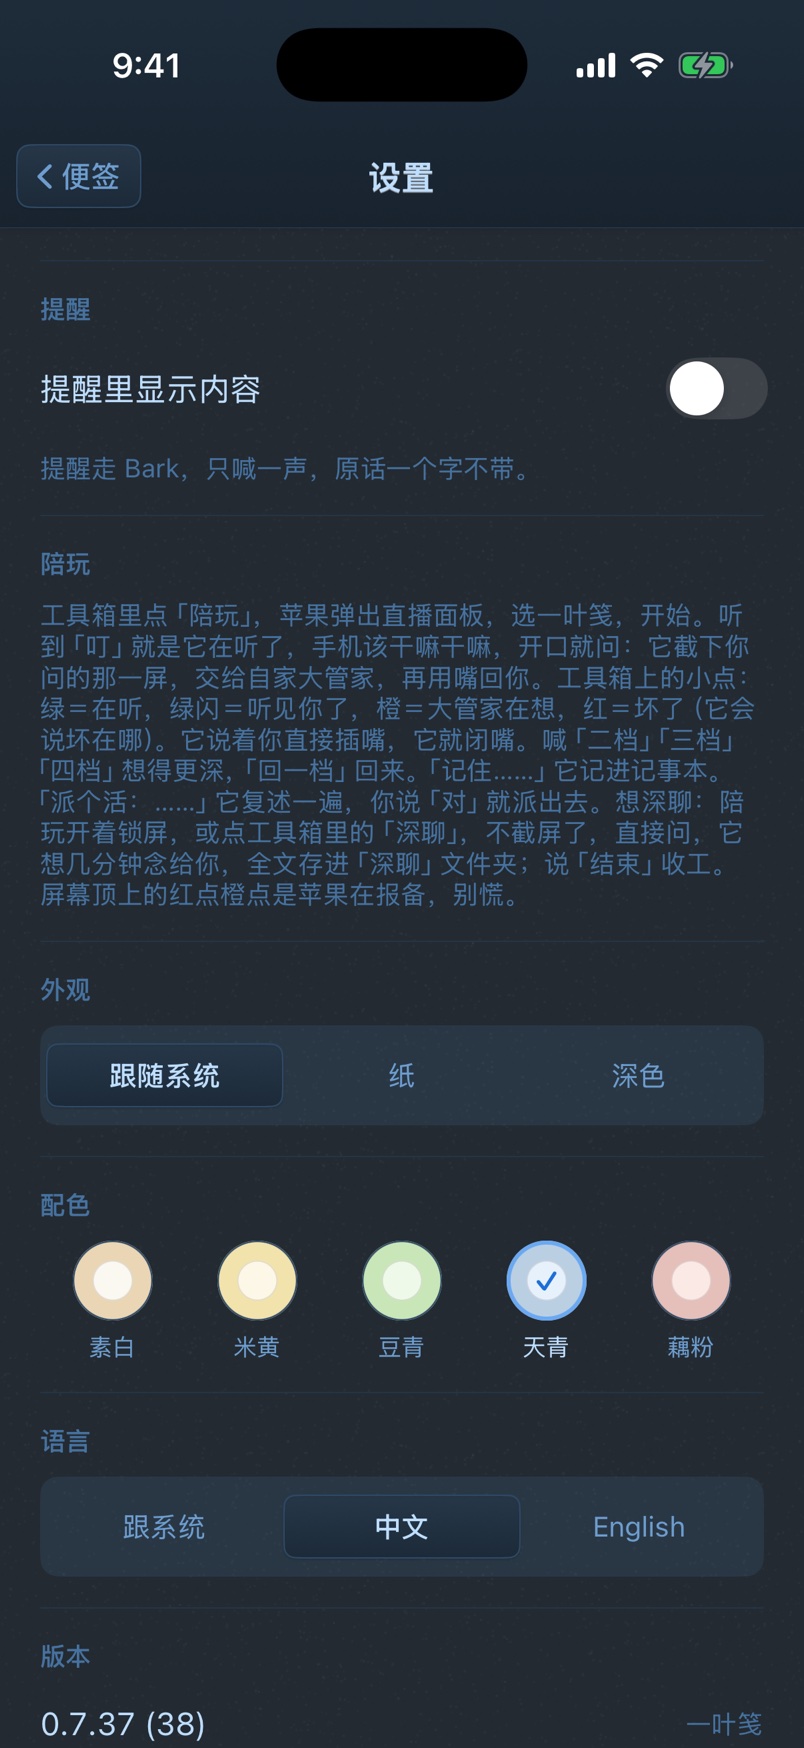 9:41
便签
设置
提醒
提醒里显示内容
提醒走 Bark，只喊一声，原话一个字不带。
陪玩
工具箱里点「陪玩」，苹果弹出直播面板，选一叶笺，开始。听
到「叮」就是它在听了，手机该干嘛干嘛，开口就问：它截下你
问的那一屏，交给自家大管家，再用嘴回你。工具箱上的小点：
绿＝在听，绿闪＝听见你了，橙＝大管家在想，红＝坏了（它会
说坏在哪）。它说着你直接插嘴，它就闭嘴。喊「二档」「三档」
「四档」想得更深，「回一档」回来。「记住……」它记进记事本。
「派个活：……」它复述一遍，你说「对」就派出去。想深聊：陪
玩开着锁屏，或点工具箱里的「深聊」，不截屏了，直接问，它
想几分钟念给你，全文存进「深聊」文件夹；说「结束」收工。
屏幕顶上的红点橙点是苹果在报备，别慌。
外观
跟随系统
纸
深色
配色
素白
米黄
豆青
天青
藕粉
语言
跟系统
中文
English
版本
0.7.37 (38)
一叶笺